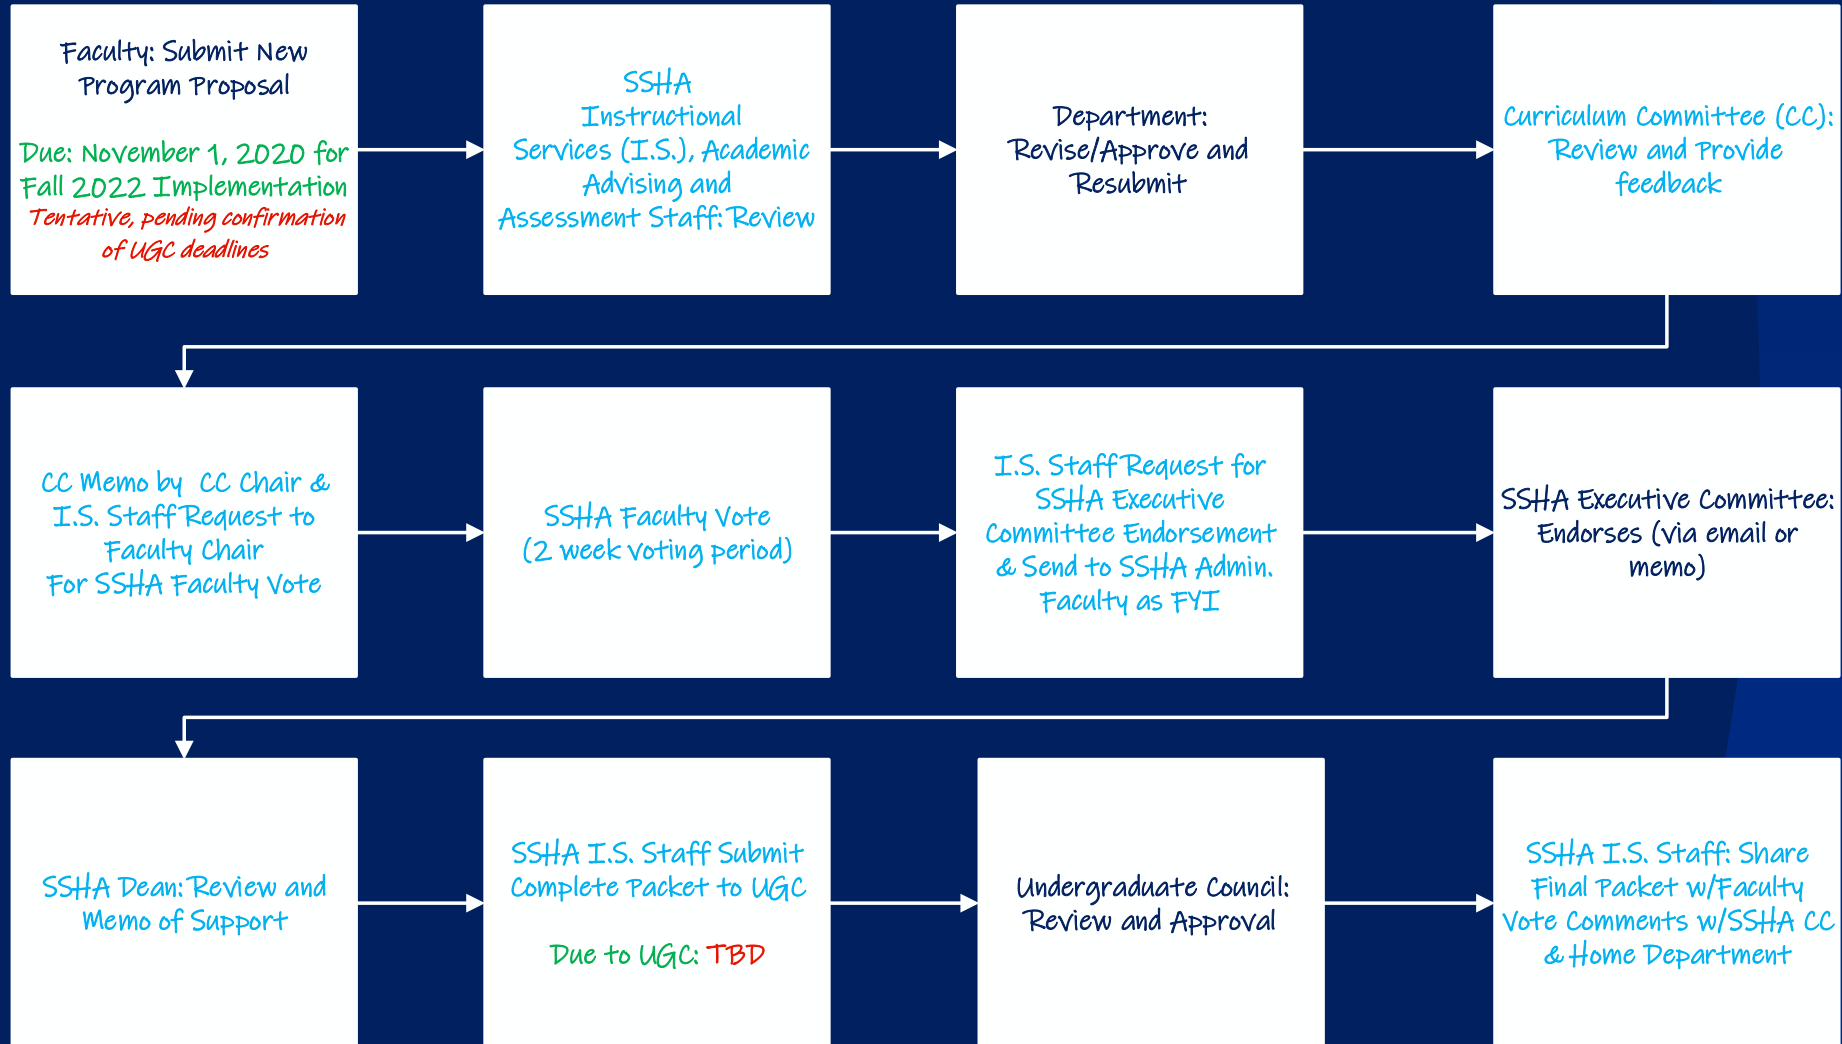 Faculty: Submit New
Program Proposal
Due: November 1, 2020 for
Fall 2022 Implementation
Tentative, pending confirmation
of UGC deadlines
SSHA
Instructional
Services (I.S.), Academic
Advising and
Assessment Staff: Review
Department:
Revise/Approve and
Resubmit
Curriculum Committee (CC):
Review and Provide
feedback
CC Memo by CC Chair &
I.S. Staff Request to
Faculty Chair
For SSHA Faculty Vote
SSHA Faculty Vote
(2 week voting period)
I.S. Staff Request for
SSHA Executive
Committee Endorsement
& Send to SSHA Admin.
Faculty as FYI
SSHA Executive Committee:
Endorses (via email or
memo)
SSHA Dean: Review and
Memo of Support
SSHA I.S. Staff Submit
Complete Packet to UGC
Due to UGC: TBD
Undergraduate Council:
Review and Approval
SSHA I.S. Staff: Share
Final Packet w/Faculty
Vote Comments w/SSHA CC
& Home Department